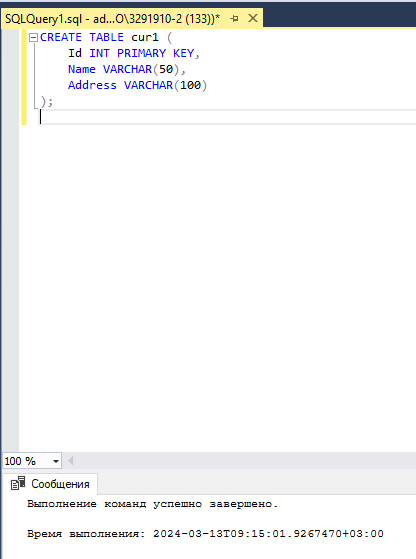 SQLQuery1.sql - ad...O\3291910-2 (133))*
CREATE TABLE cur1 (
Id INT PRIMARY KEY,
Name VARCHAR(50),
Address VARCHAR(100)
);
100 %
Сообщения
Выполнение команд успешно завершено.
Время выполнения: 2024-03-13T09:15:01.9267470+03:00